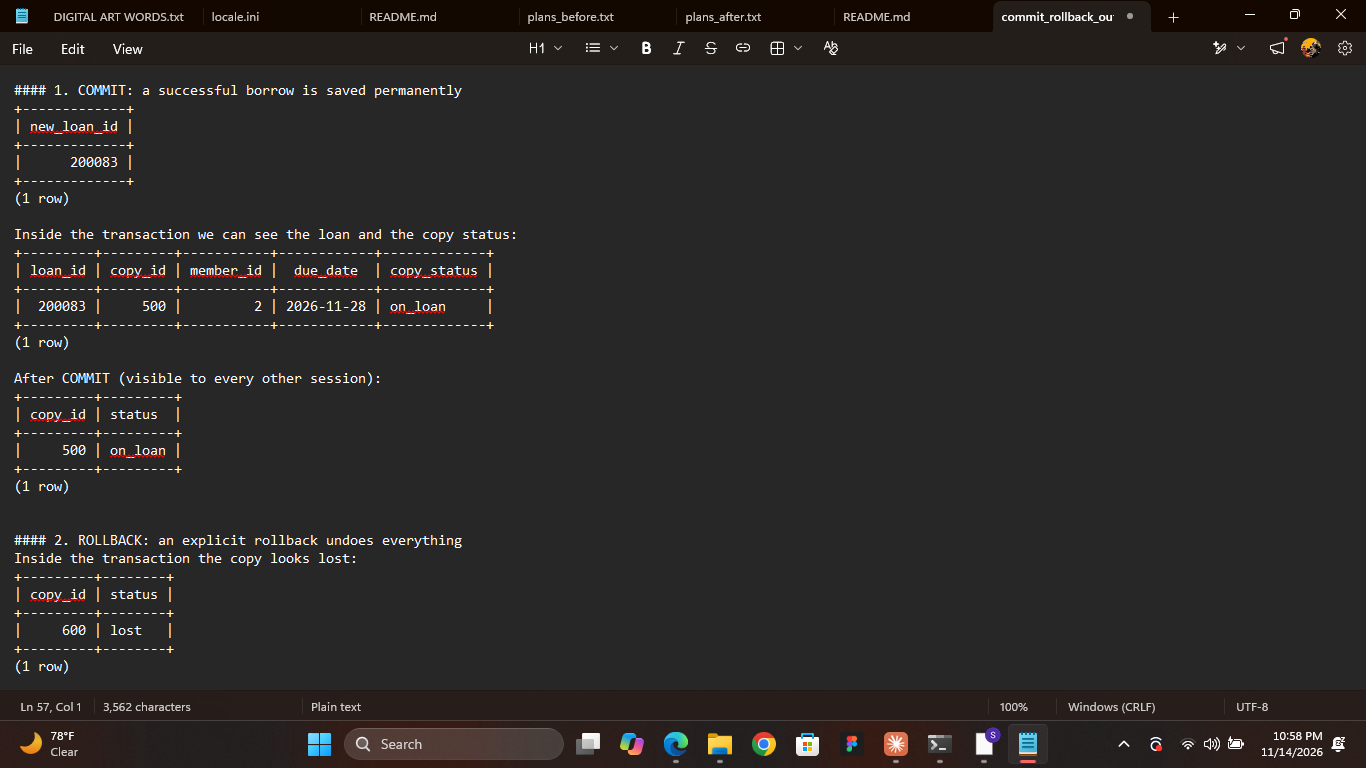 DIGITAL ART WORDS.txt
locale.ini
README.md
plans_before.txt
plans_after.txt
README.md
commit_rollback_ou
File Edit View
H1
#### 1. COMMIT: a successful borrow is saved permanently
+-------------+
| new_loan_id |
+-------------+
|      200083 |
+-------------+
(1 row)
Inside the transaction we can see the loan and the copy status:
+---------+---------+-----------+------------+-------------+
| loan_id | copy_id | member_id |  due_date  | copy_status |
+---------+---------+-----------+------------+-------------+
|  200083 |     500 |         2 | 2026-11-28 | on_loan     |
+---------+---------+-----------+------------+-------------+
(1 row)
After COMMIT (visible to every other session):
+---------+---------+
| copy_id | status  |
+---------+---------+
|     500 | on_loan |
+---------+---------+
(1 row)
#### 2. ROLLBACK: an explicit rollback undoes everything
Inside the transaction the copy looks lost:
+---------+--------+
| copy_id | status |
+---------+--------+
|     600 | lost   |
+---------+--------+
(1 row)
Ln 57, Col 1
3,562 characters
Plain text
100%
Windows (CRLF)
UTF-8
78°F
Clear
Search
S
10:58 PM
11/14/2026